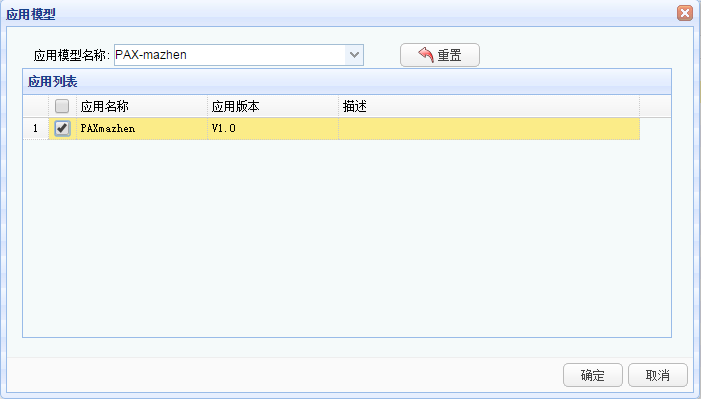 应用模型
应用模型名称: PAX-mazhen 重置
应用列表
应用名称 应用版本 描述
1 PAXmazhen V1.0
确定 取消